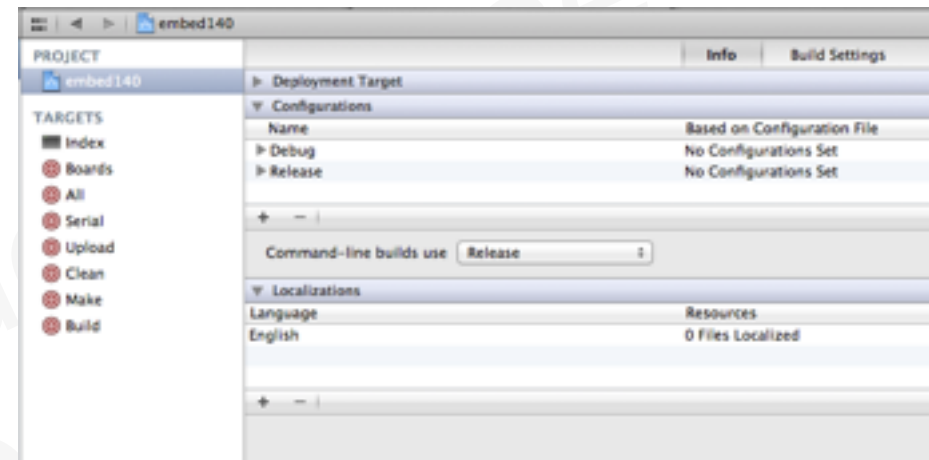 embed140
PROJECT
embed140
TARGETS
Index
Boards
All
Serial
Upload
Clean
Make
Build
Info Build Settings
Deployment Target
Configurations
Name Based on Configuration File
Debug No Configurations Set
Release No Configurations Set
+ −
Command-line builds use Release
Localizations
Language Resources
English 0 Files Localized
+ −